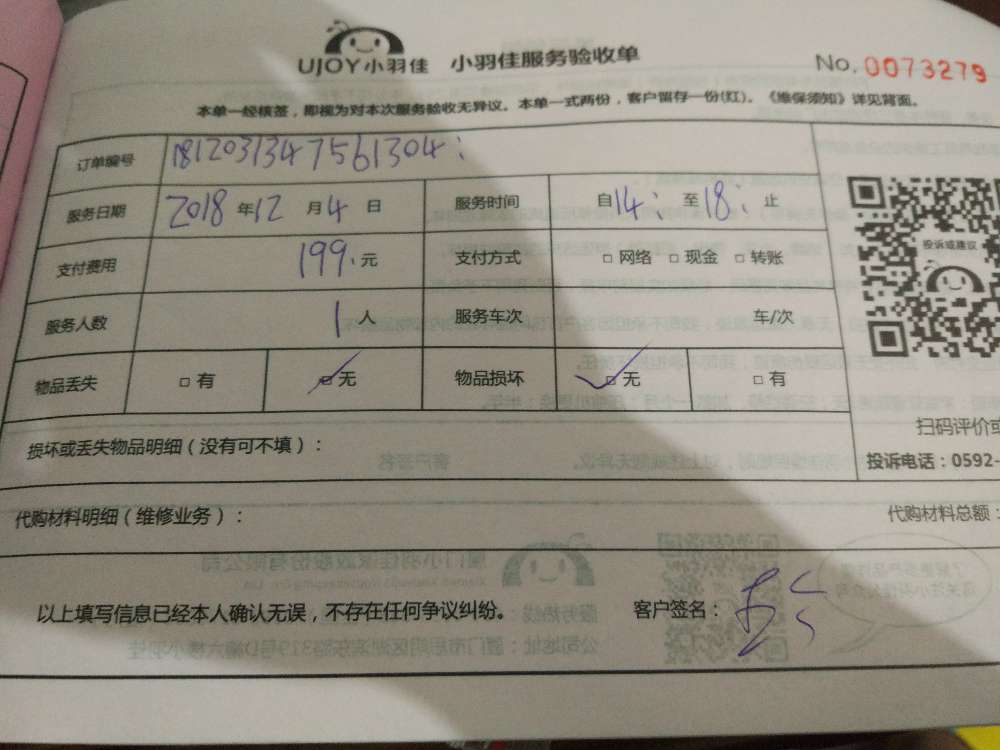 UJOY小羽佳 小羽佳服务验收单 No. 0073279
本单一经核签，即视为对本次服务验收无异议。本单一式两份，客户留存一份(红)。《维保须知》详见背面。
订单编号 1812031347561304:
服务日期 2018 年 12 月 4 日 服务时间 自 14: 至 18: 止
支付费用 199. 元 支付方式 □ 网络 □ 现金 □ 转账
服务人数 1 人 服务车次 车/次
物品丢失 □ 有 ☑ 无 物品损坏 ☑ 无 □ 有
投诉或建议
扫码评价或
投诉电话：0592-
损坏或丢失物品明细（没有可不填）：
代购材料明细（维修业务）： 代购材料总额：
以上填写信息已经本人确认无误，不存在任何争议纠纷。 客户签名：